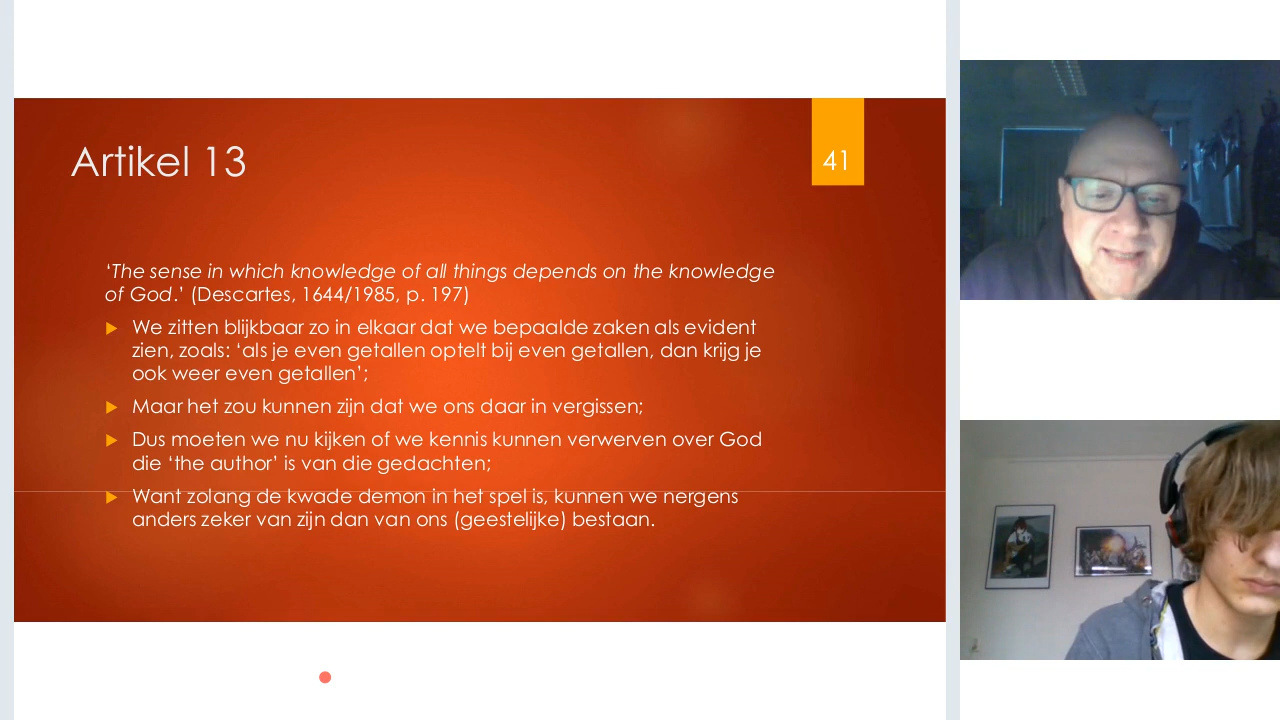 Artikel 13
41
‘The sense in which knowledge of all things depends on the knowledge
of God.’ (Descartes, 1644/1985, p. 197)
We zitten blijkbaar zo in elkaar dat we bepaalde zaken als evident
zien, zoals: ‘als je even getallen optelt bij even getallen, dan krijg je
ook weer even getallen’;
Maar het zou kunnen zijn dat we ons daar in vergissen;
Dus moeten we nu kijken of we kennis kunnen verwerven over God
die ‘the author’ is van die gedachten;
Want zolang de kwade demon in het spel is, kunnen we nergens
anders zeker van zijn dan van ons (geestelijke) bestaan.